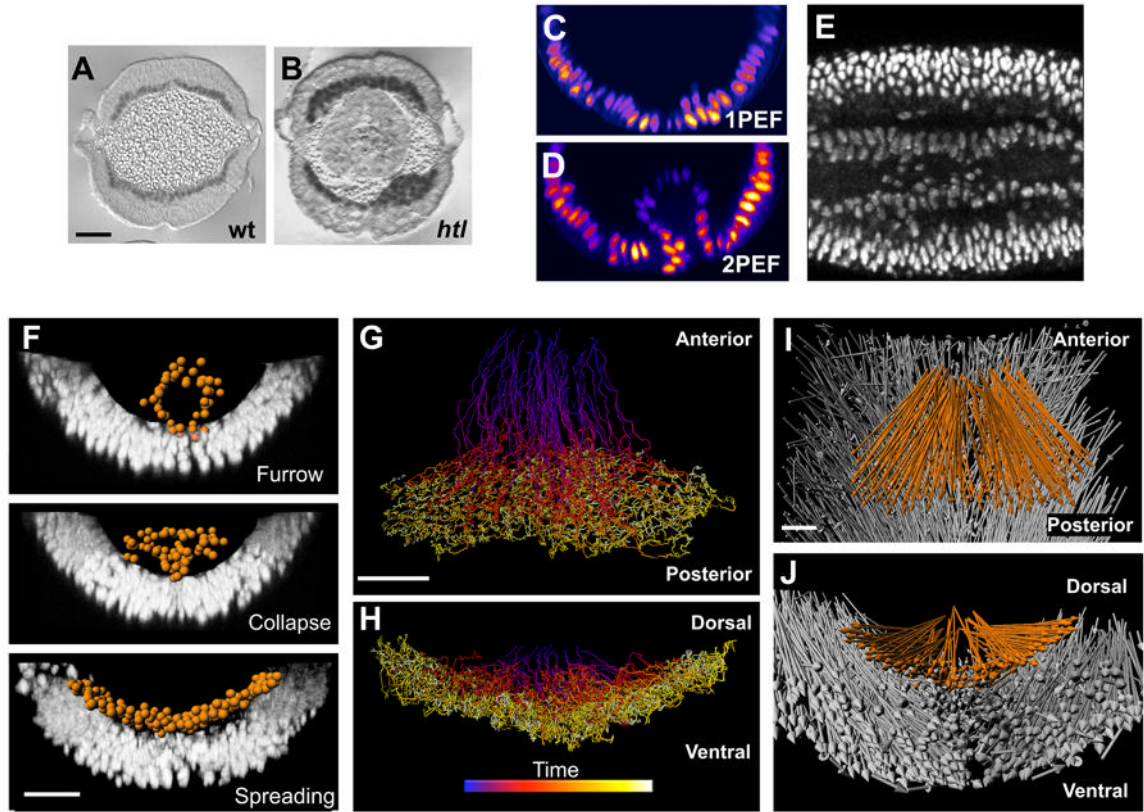 A
wt
B
htl
C
1PEF
D
2PEF
E
F
Furrow
Collapse
Spreading
G
Anterior
Posterior
H
Dorsal
Ventral
Time
I
Anterior
Posterior
J
Dorsal
Ventral